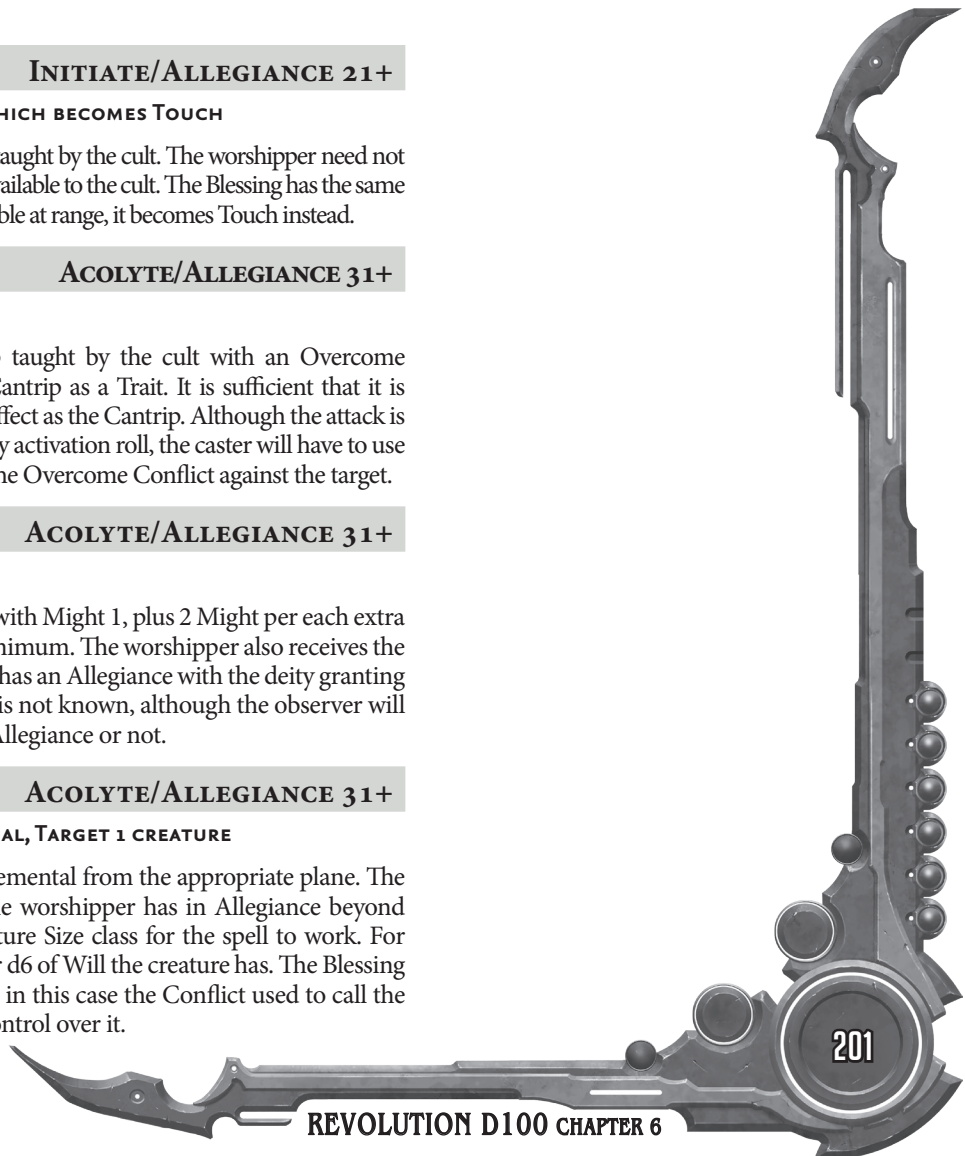 INITIATE/ALLEGIANCE 21+
HICH BECOMES TOUCH
aught by the cult. The worshipper need not
vailable to the cult. The Blessing has the same
ble at range, it becomes Touch instead.
ACOLYTE/ALLEGIANCE 31+
taught by the cult with an Overcome
Cantrip as a Trait. It is sufficient that it is
ffect as the Cantrip. Although the attack is
y activation roll, the caster will have to use
he Overcome Conflict against the target.
ACOLYTE/ALLEGIANCE 31+
with Might 1, plus 2 Might per each extra
nimum. The worshipper also receives the
has an Allegiance with the deity granting
is not known, although the observer will
Allegiance or not.
ACOLYTE/ALLEGIANCE 31+
AL, TARGET 1 CREATURE
emental from the appropriate plane. The
e worshipper has in Allegiance beyond
ture Size class for the spell to work. For
r d6 of Will the creature has. The Blessing
in this case the Conflict used to call the
ontrol over it.
201
REVOLUTION D100 CHAPTER 6